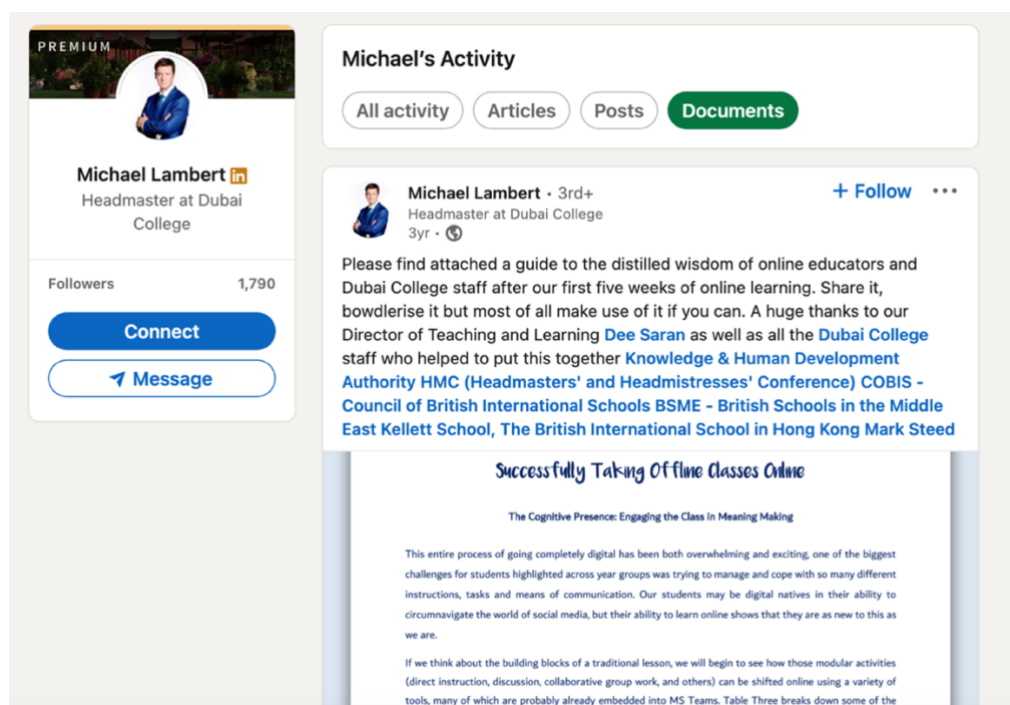 PREMIUM
Michael Lambert in
Headmaster at Dubai
College
Followers 1,790
Connect
Message
Michael's Activity
All activity Articles Posts Documents
Michael Lambert • 3rd+
+ Follow •••
Headmaster at Dubai College
3yr •
Please find attached a guide to the distilled wisdom of online educators and
Dubai College staff after our first five weeks of online learning. Share it,
bowdlerise it but most of all make use of it if you can. A huge thanks to our
Director of Teaching and Learning Dee Saran as well as all the Dubai College
staff who helped to put this together Knowledge & Human Development
Authority HMC (Headmasters' and Headmistresses' Conference) COBIS -
Council of British International Schools BSME - British Schools in the Middle
East Kellett School, The British International School in Hong Kong Mark Steed
Successfully Taking Offline Classes Online
The Cognitive Presence: Engaging the Class in Meaning Making
This entire process of going completely digital has been both overwhelming and exciting, one of the biggest
challenges for students highlighted across year groups was trying to manage and cope with so many different
instructions, tasks and means of communication. Our students may be digital natives in their ability to
circumnavigate the world of social media, but their ability to learn online shows that they are as new to this as
we are.
If we think about the building blocks of a traditional lesson, we will begin to see how those modular activities
(direct instruction, discussion, collaborative group work, and others) can be shifted online using a variety of
tools, many of which are probably already embedded into MS Teams. Table Three breaks down some of the